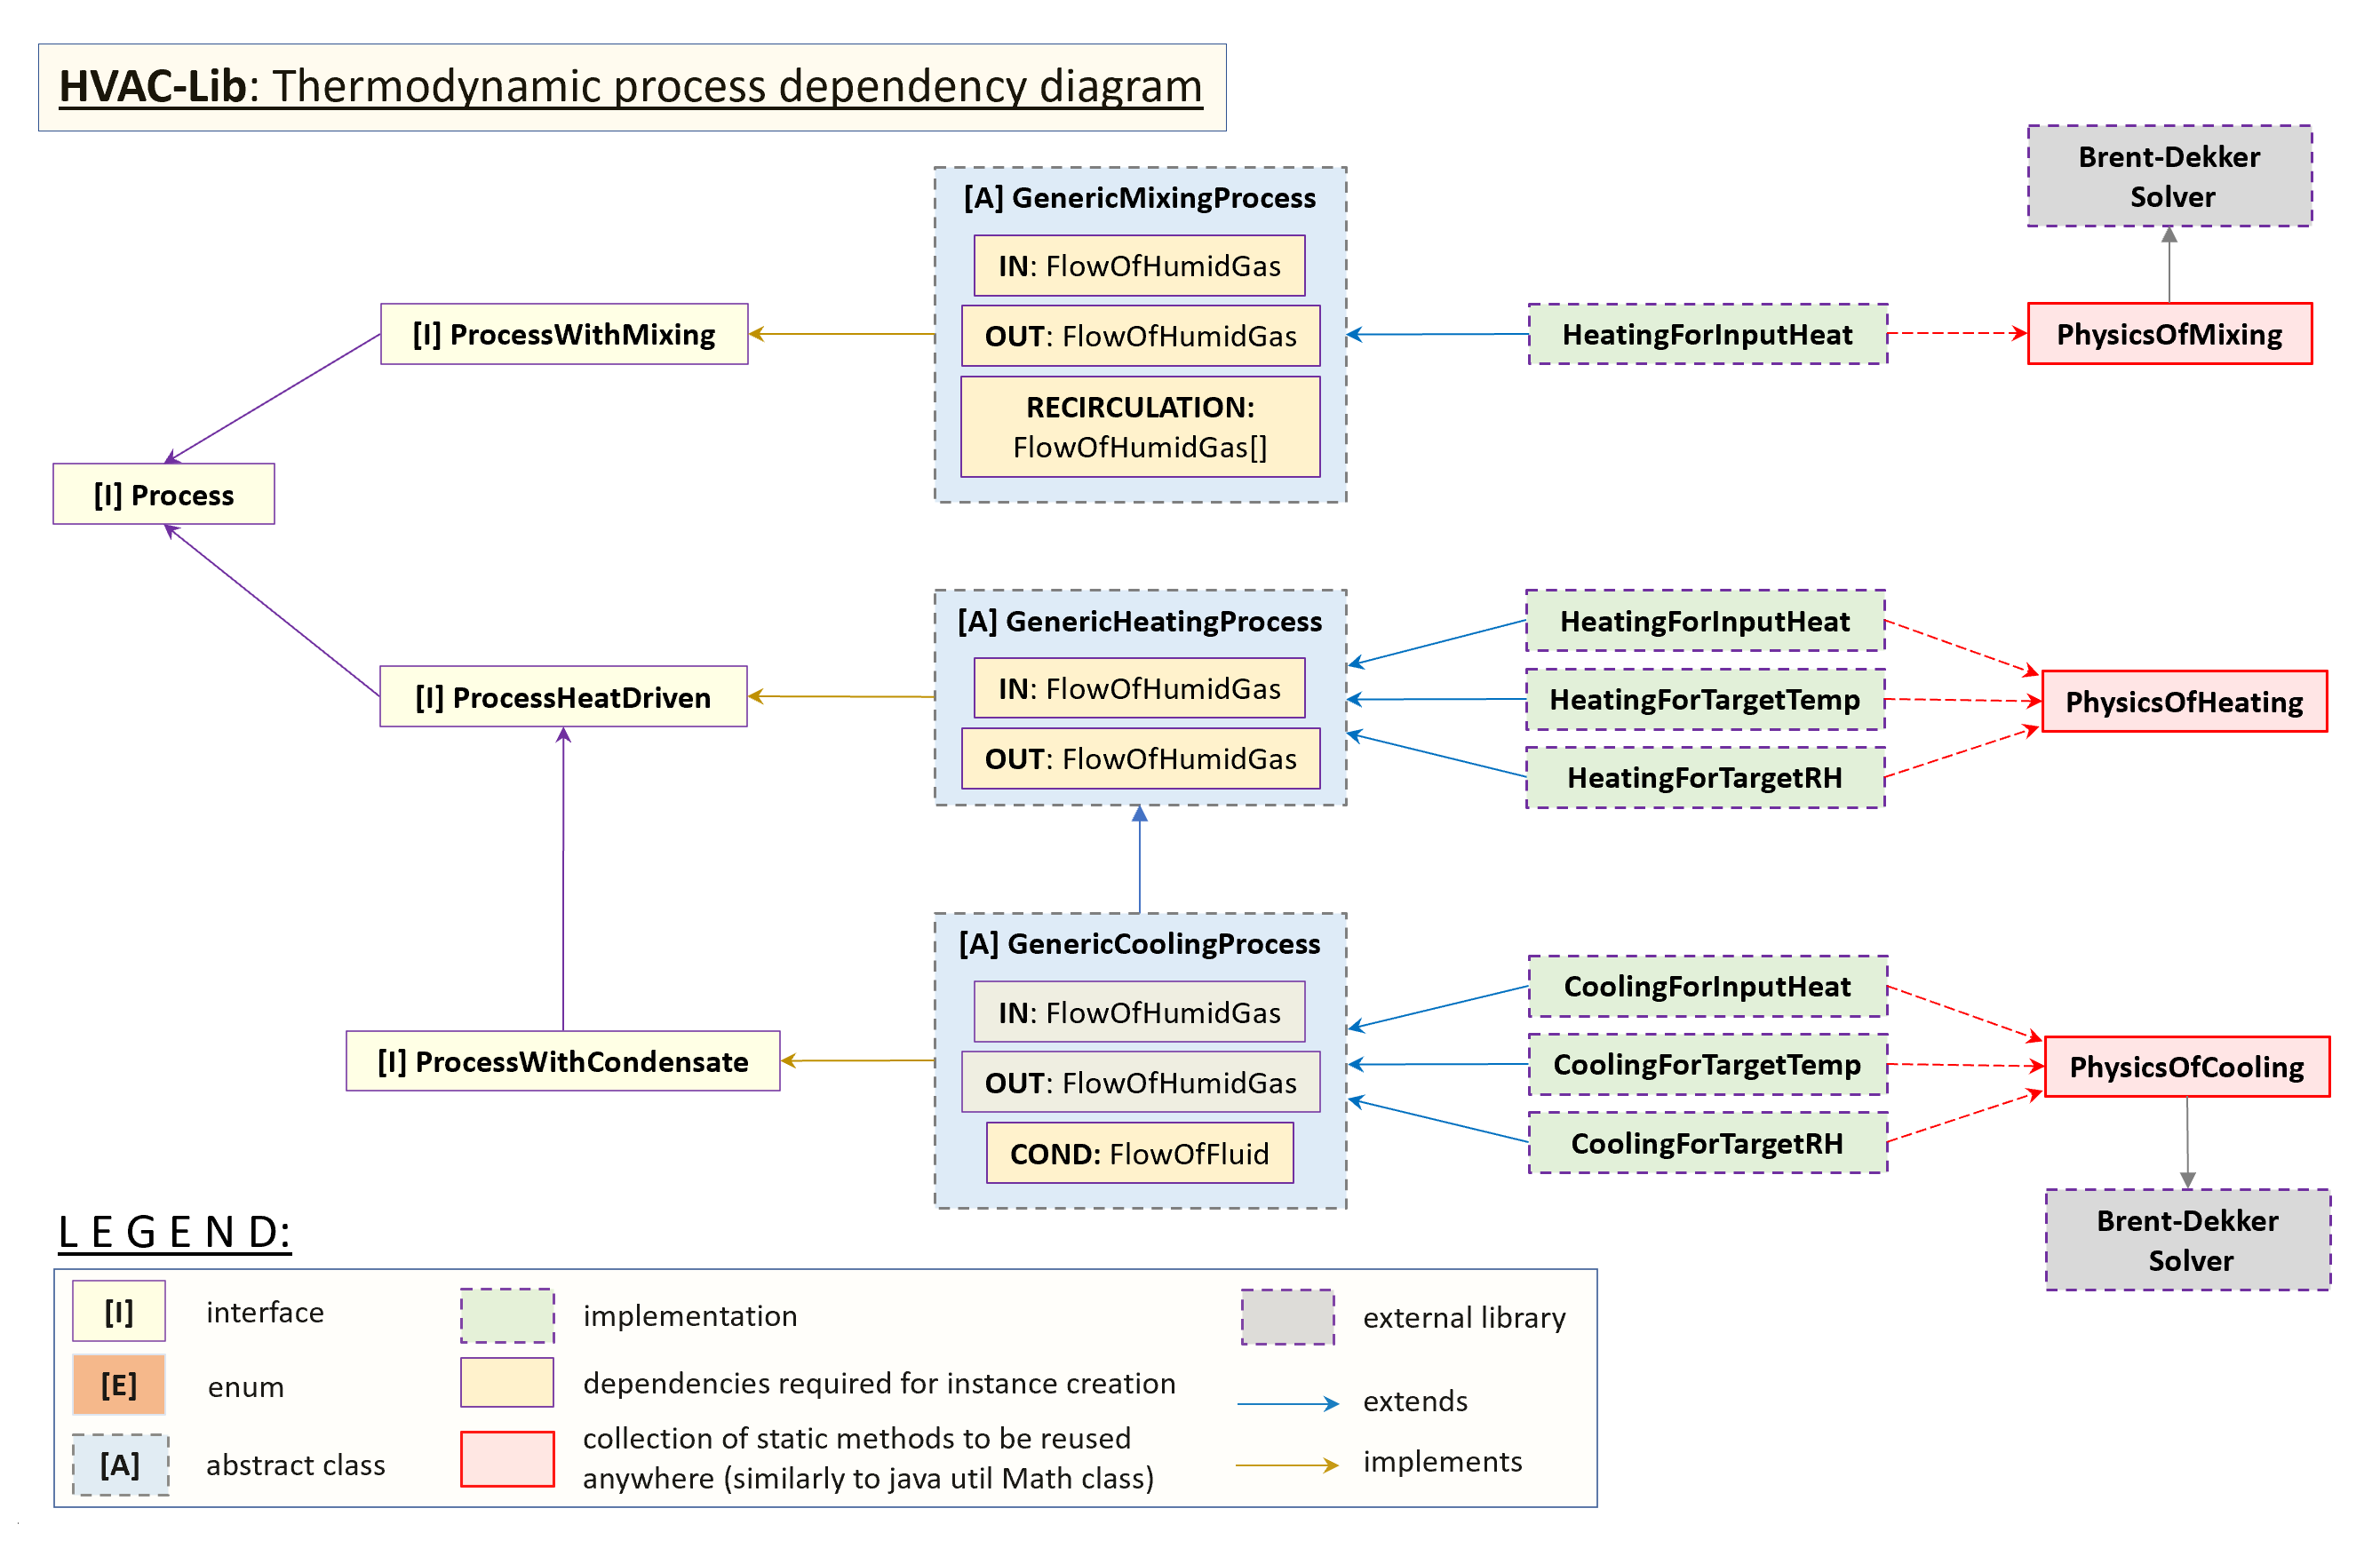 HVAC-Lib: Thermodynamic process dependency diagram
Brent-Dekker
Solver
[A] GenericMixingProcess
IN: FlowOfHumidGas
OUT: FlowOfHumidGas
RECIRCULATION:
FlowOfHumidGas[]
[I] ProcessWithMixing
HeatingForInputHeat
PhysicsOfMixing
[I] Process
[A] GenericHeatingProcess
IN: FlowOfHumidGas
OUT: FlowOfHumidGas
[I] ProcessHeatDriven
HeatingForInputHeat
HeatingForTargetTemp
HeatingForTargetRH
PhysicsOfHeating
[A] GenericCoolingProcess
IN: FlowOfHumidGas
OUT: FlowOfHumidGas
COND: FlowOfFluid
[I] ProcessWithCondensate
CoolingForInputHeat
CoolingForTargetTemp
CoolingForTargetRH
PhysicsOfCooling
Brent-Dekker
Solver
L E G E N D:
[I] interface
[E] enum
[A] abstract class
implementation
dependencies required for instance creation
collection of static methods to be reused
anywhere (similarly to java util Math class)
external library
extends
implements